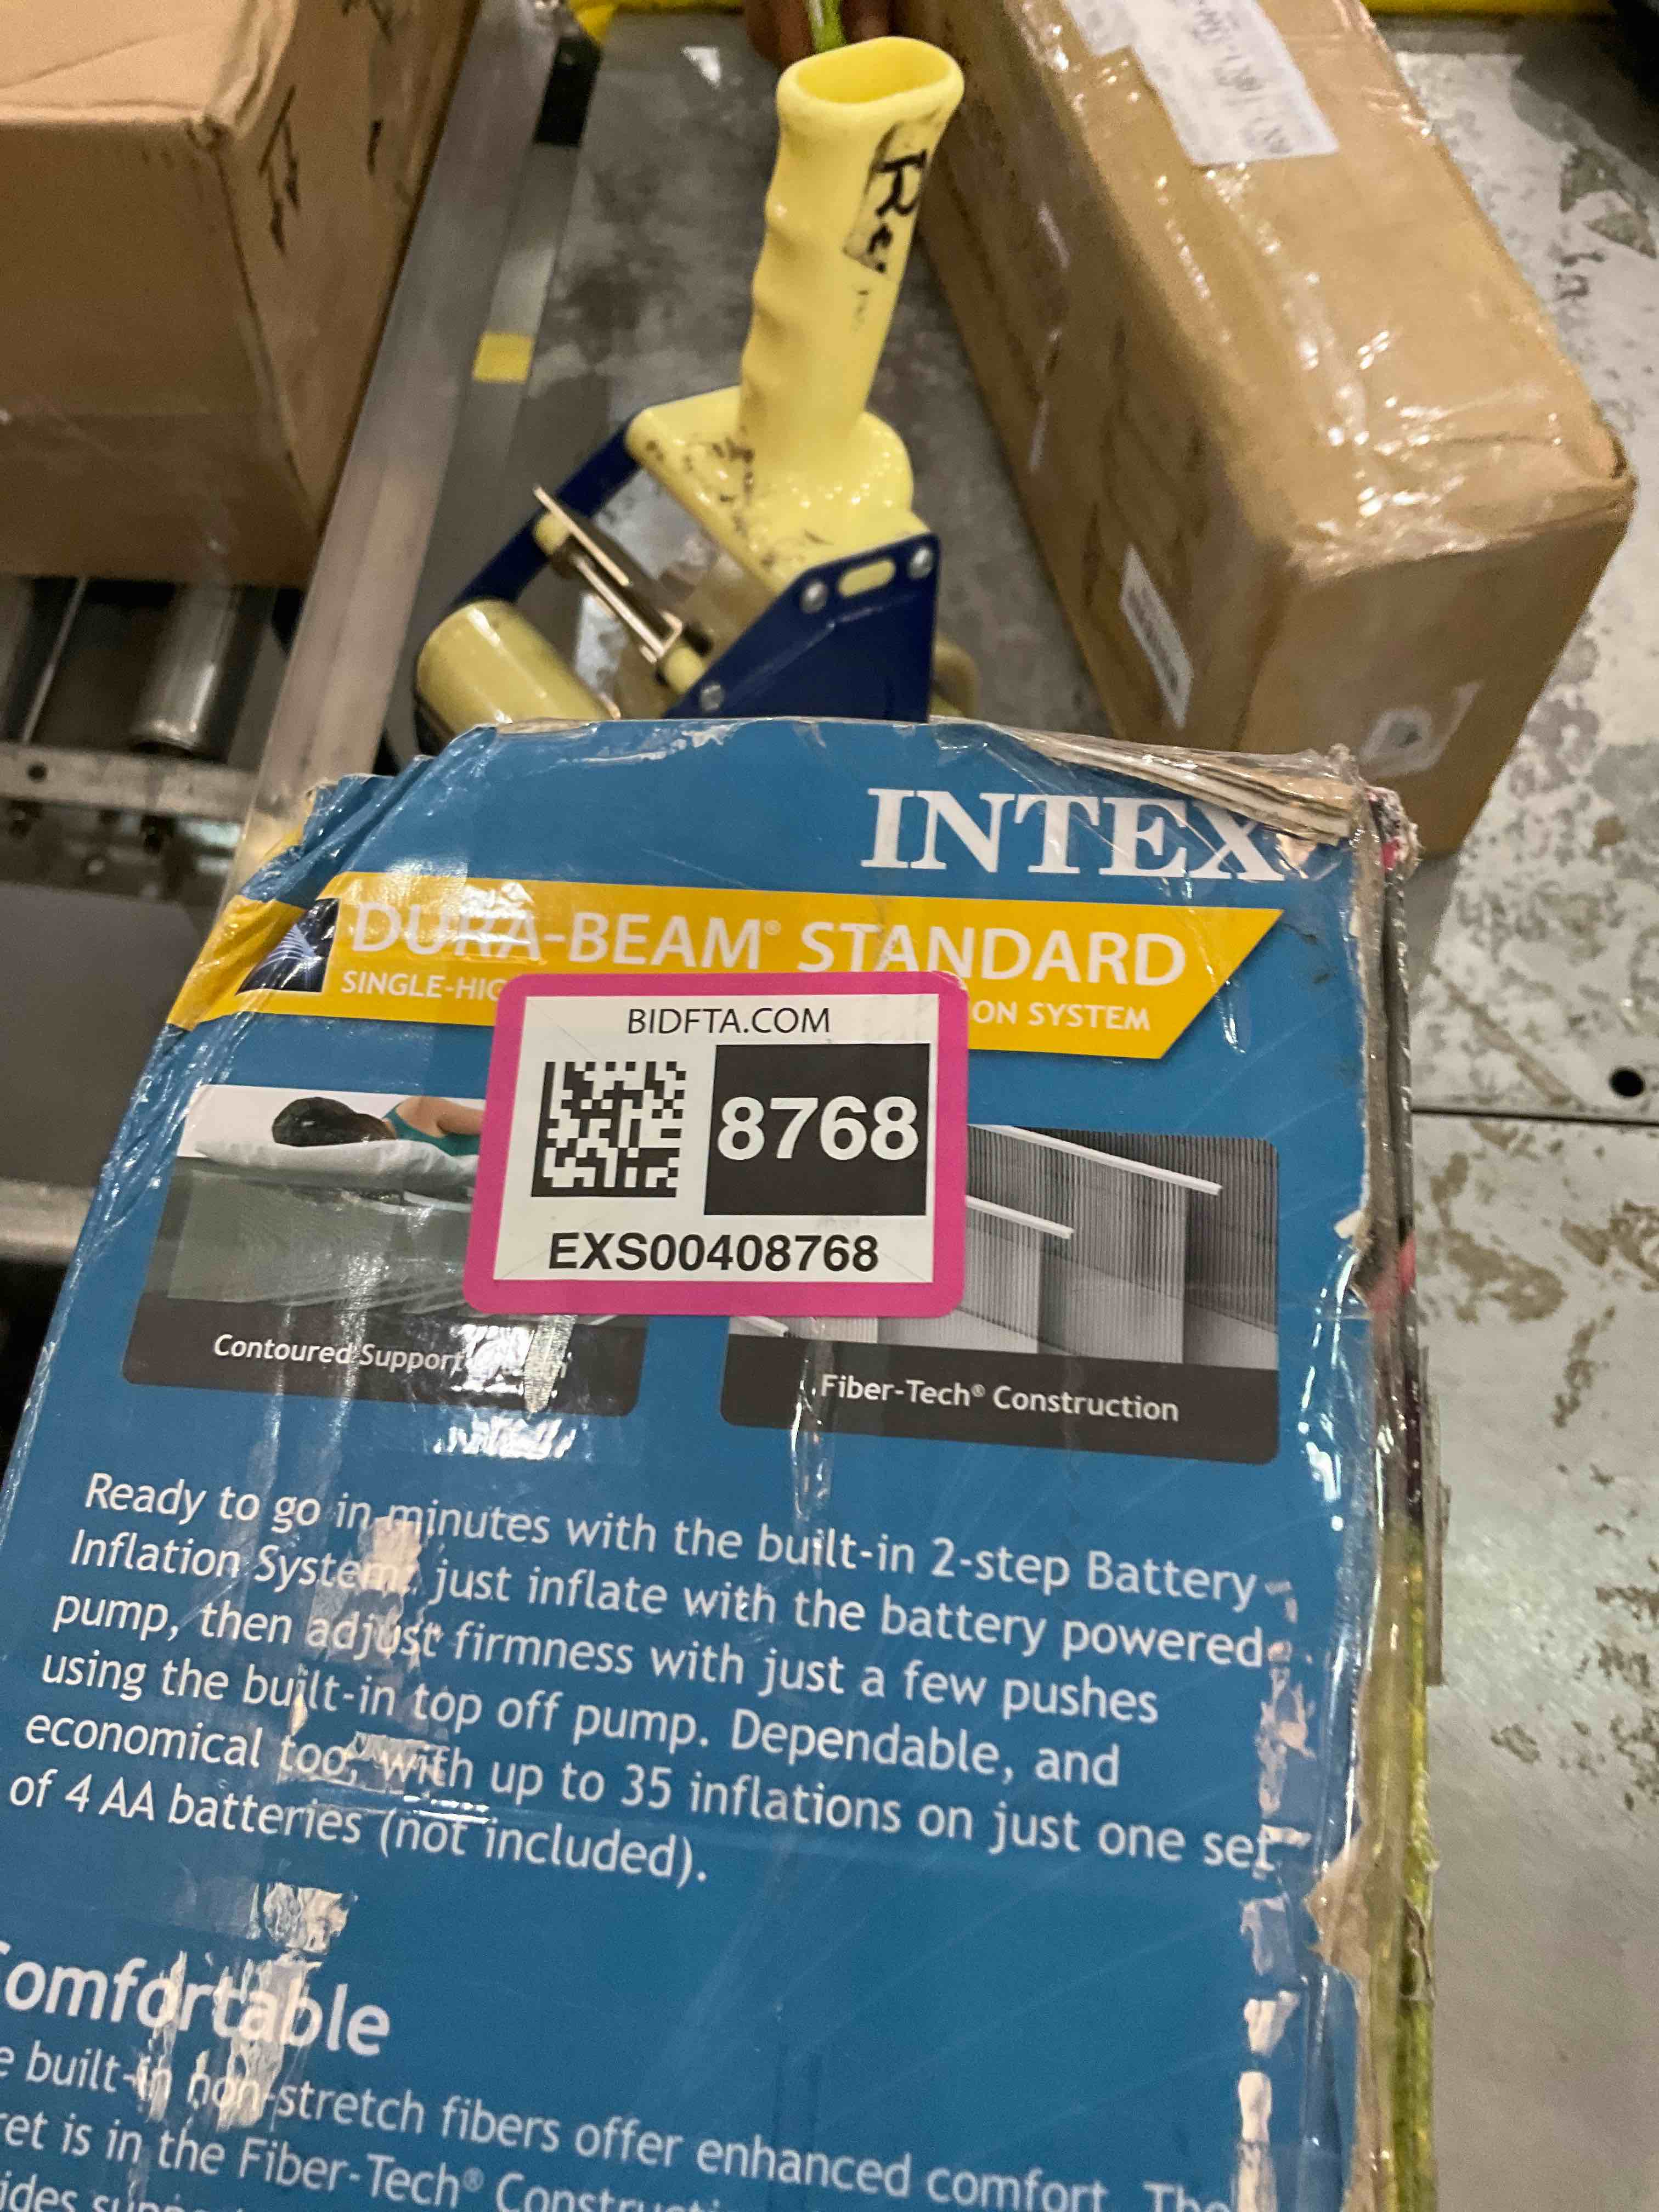 Re
INTEX
DURA-BEAM® STANDARD
SINGLE-HIG
ON SYSTEM
BIDFTA.COM
8768
EXS00408768
Contoured Support
Fiber-Tech® Construction
Ready to go in minutes with the built-in 2-step Battery
Inflation System, just inflate with the battery powered
pump, then adjust firmness with just a few pushes
using the built-in top off pump. Dependable, and
economical too, with up to 35 inflations on just one set
of 4 AA batteries (not included).
omfortable
e built-in non-stretch fibers offer enhanced comfort. The
ret is in the Fiber-Tech®